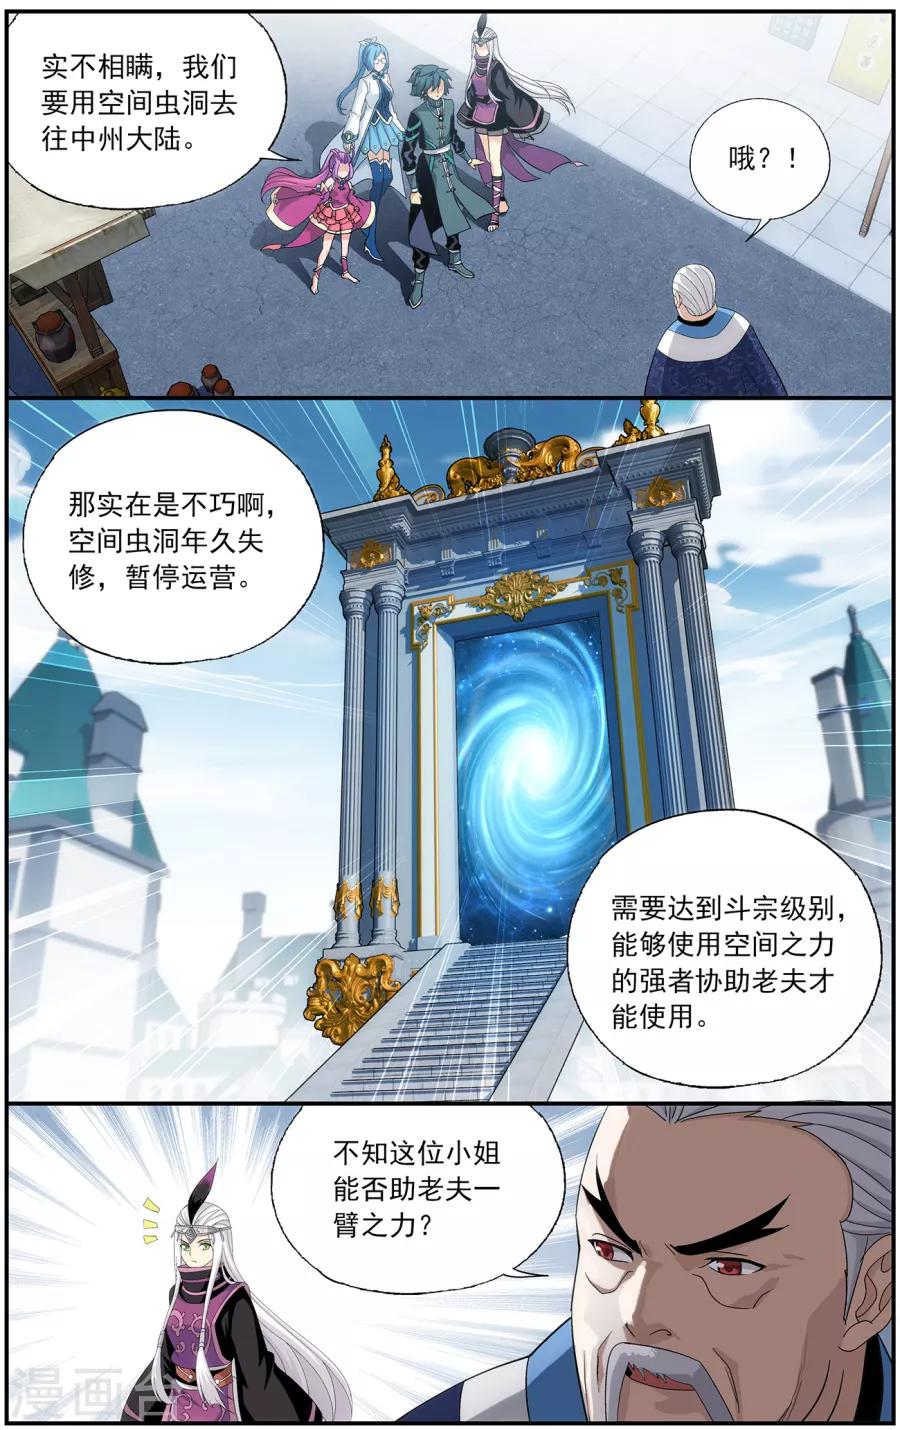 实不相瞒，我们
要用空间虫洞去
往中州大陆。
哦？！
那实在是不巧啊，
空间虫洞年久失
修，暂停运营。
需要达到斗宗级别，
能够使用空间之力
的强者协助老夫才
能使用。
不知这位小姐
能否助老夫一
臂之力？
漫画台